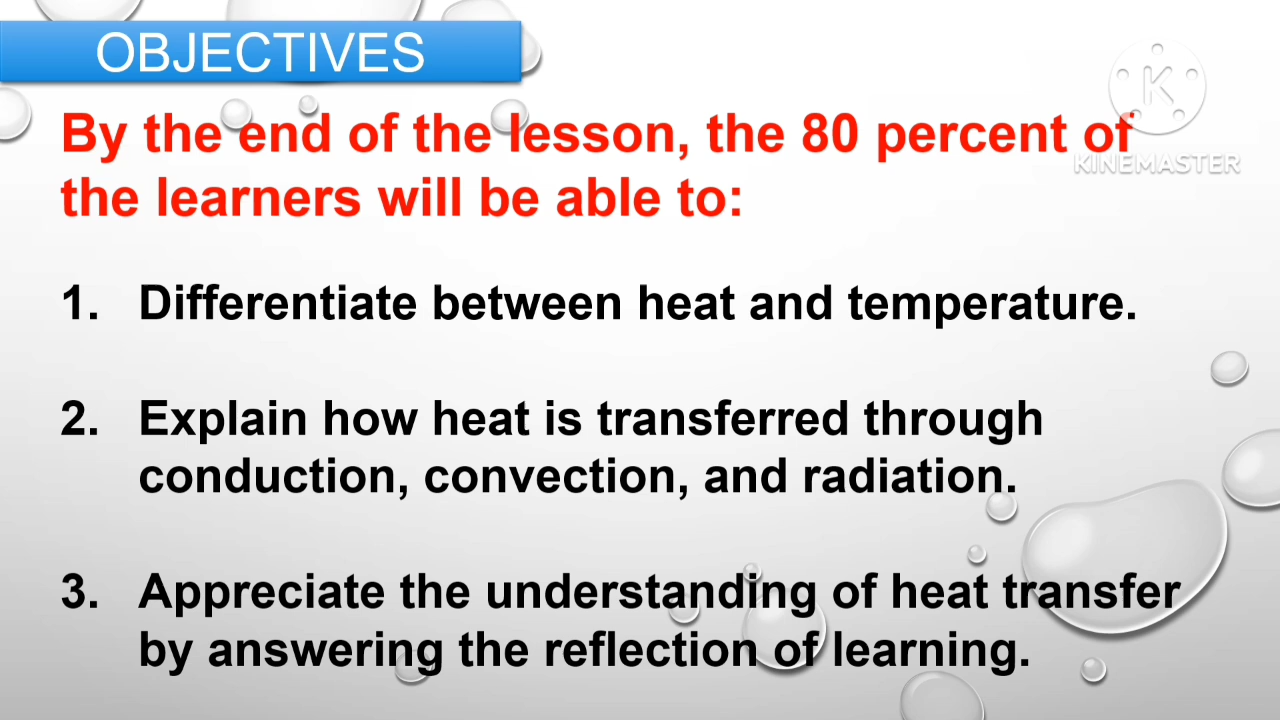 OBJECTIVES
By the end of the lesson, the 80 percent of
the learners will be able to:
1. Differentiate between heat and temperature.
2. Explain how heat is transferred through
conduction, convection, and radiation.
3. Appreciate the understanding of heat transfer
by answering the reflection of learning.
K
KINEMASTER